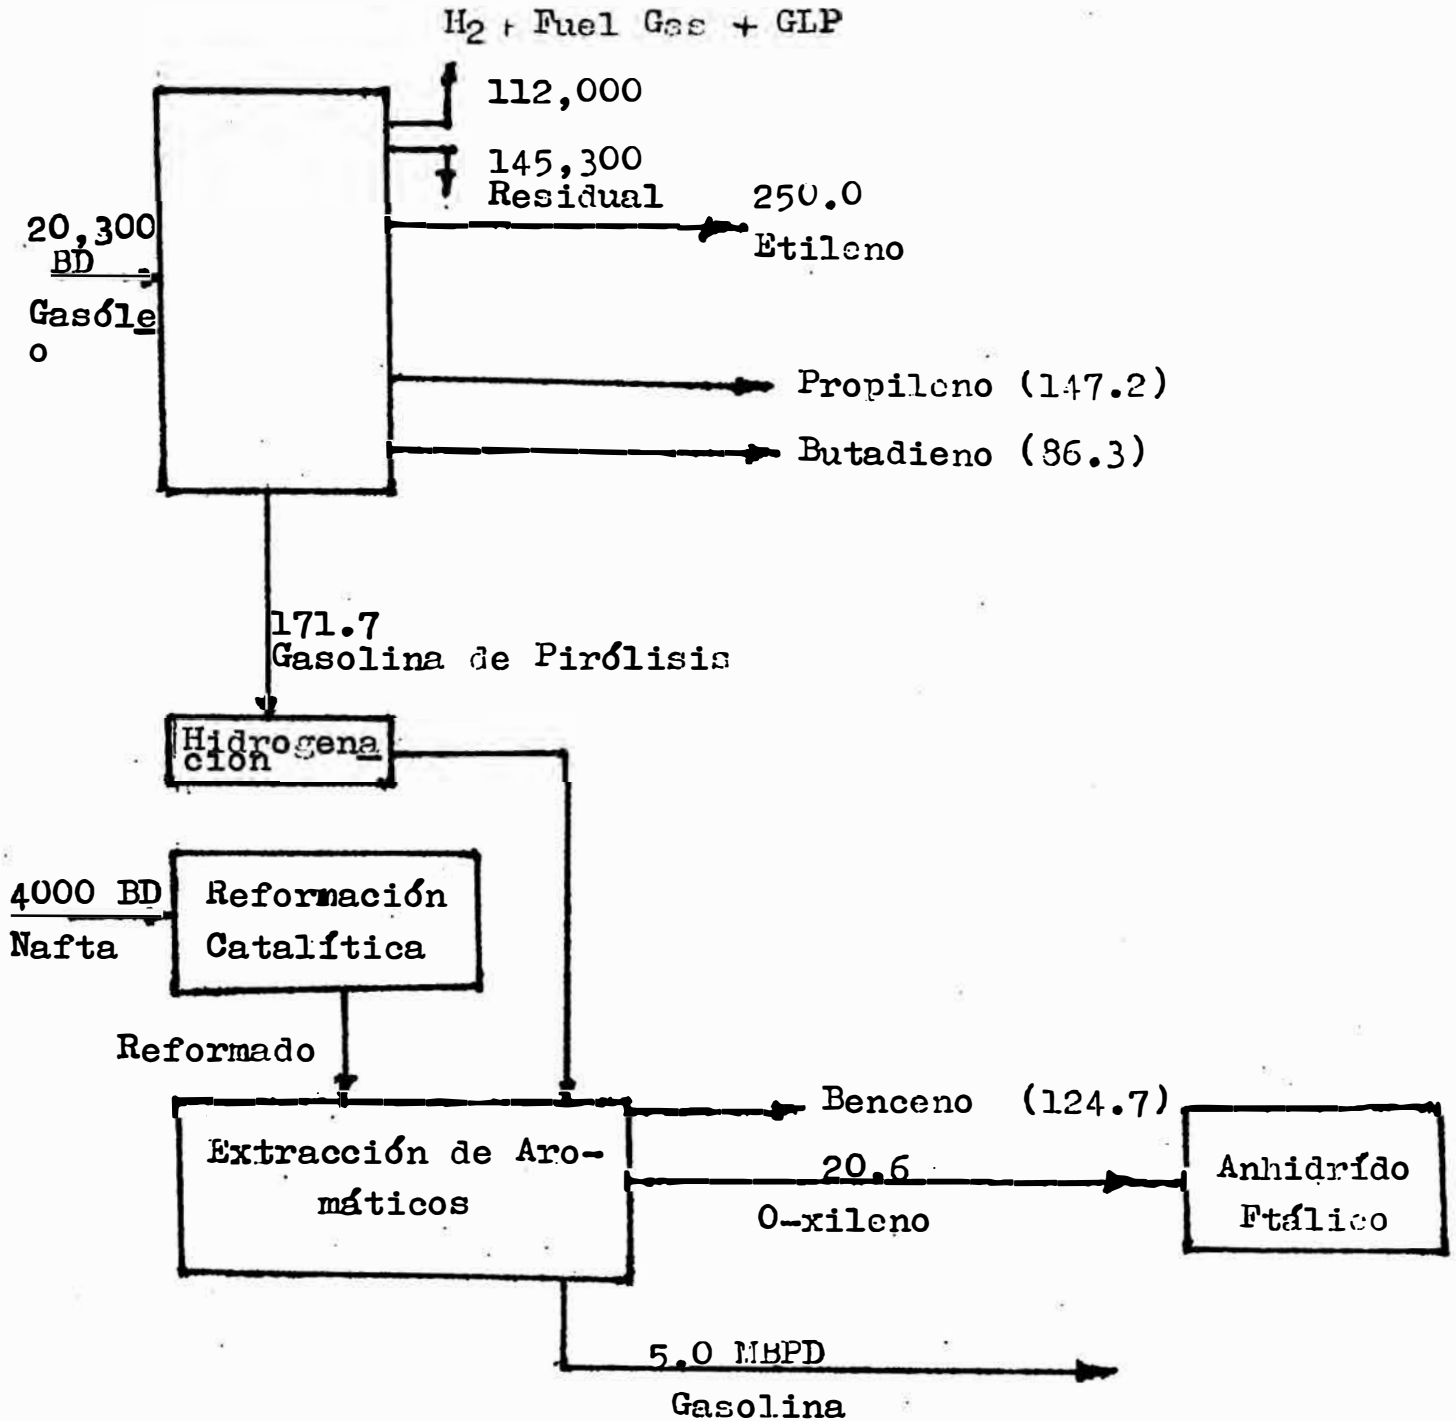 H2 + Fuel Gas + GLP
112,000
145,300
Residual
250.0
Etileno
20,300
BD
Gasóle
o
Propileno (147.2)
Butadieno (86.3)
171.7
Gasolina de Pirólisis
Hidrogena
ción
4000 BD
Nafta
Reformación
Catalítica
Reformado
Benceno (124.7)
Extracción de Aro-
máticos
20.6
O-xileno
Anhidrído
Ftálico
5.0 MBPD
Gasolina